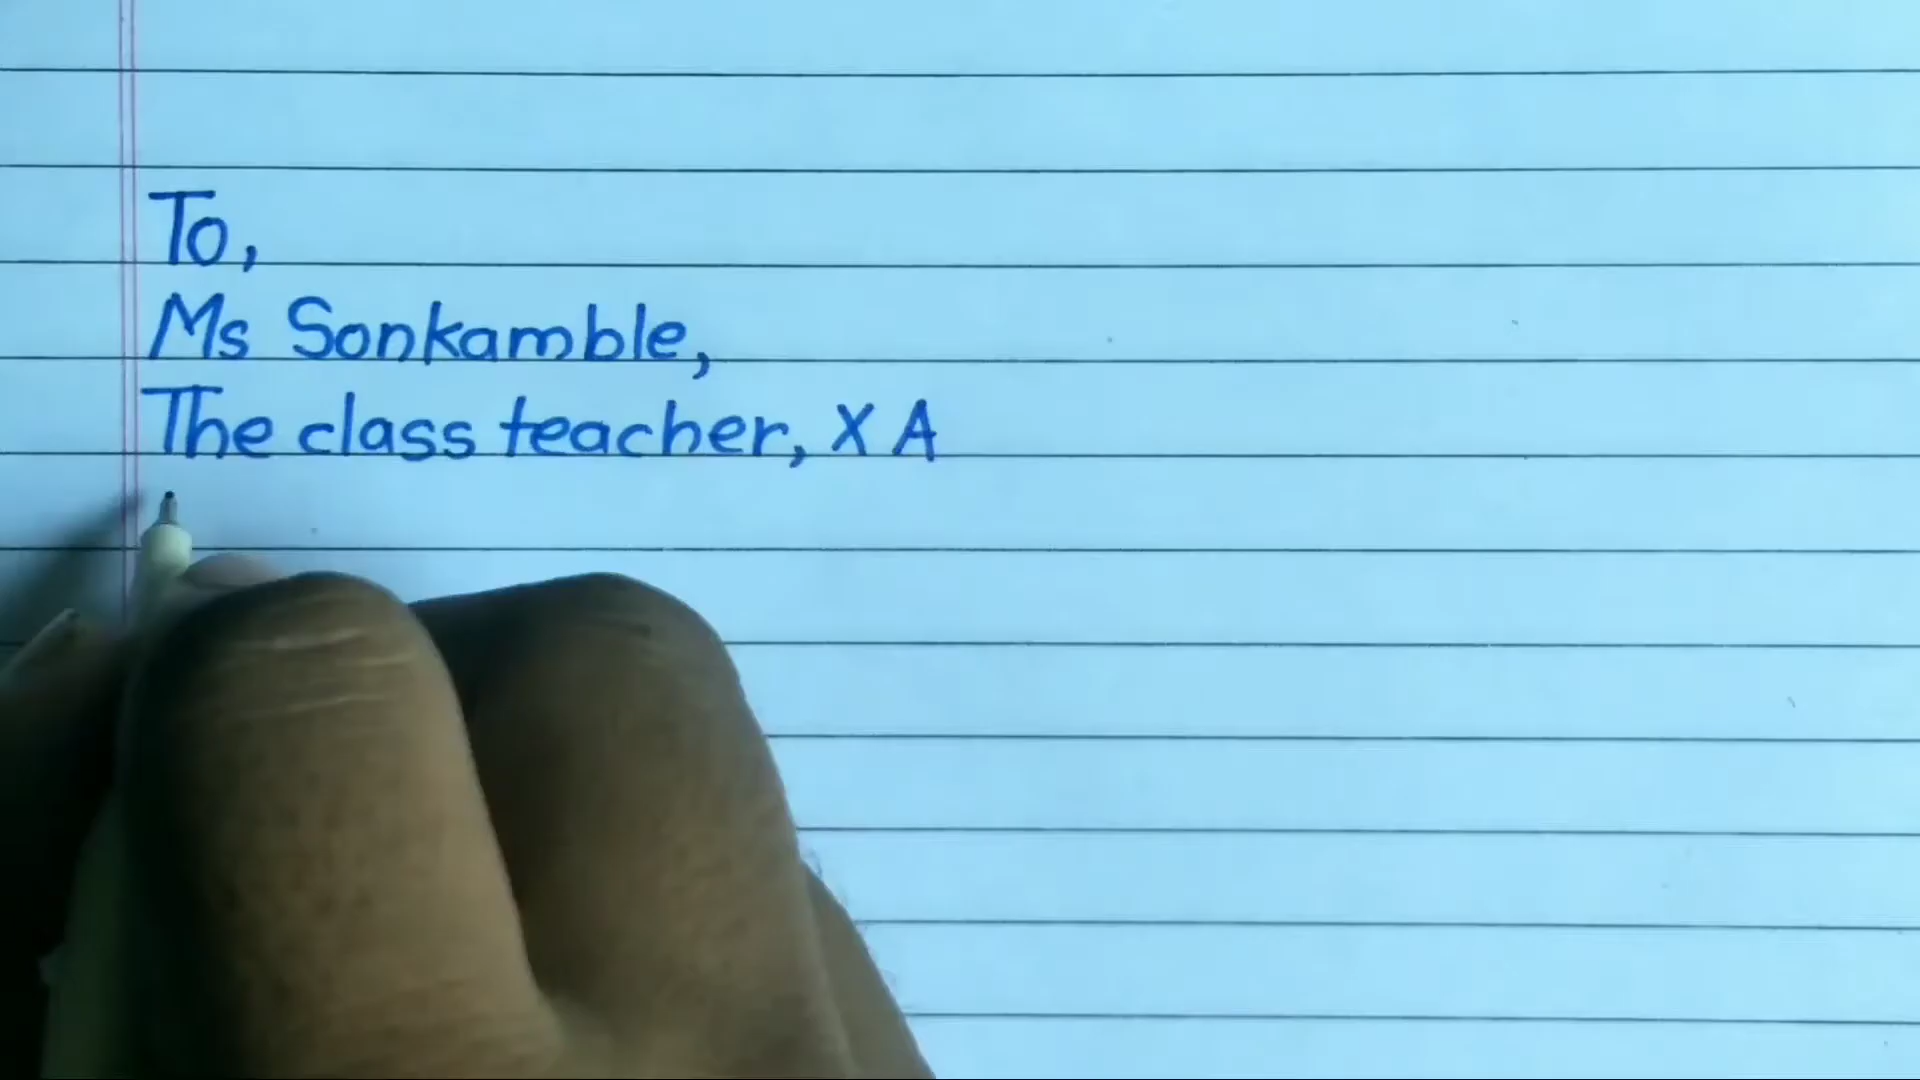 To,
Ms Sonkamble,
The class teacher, X A